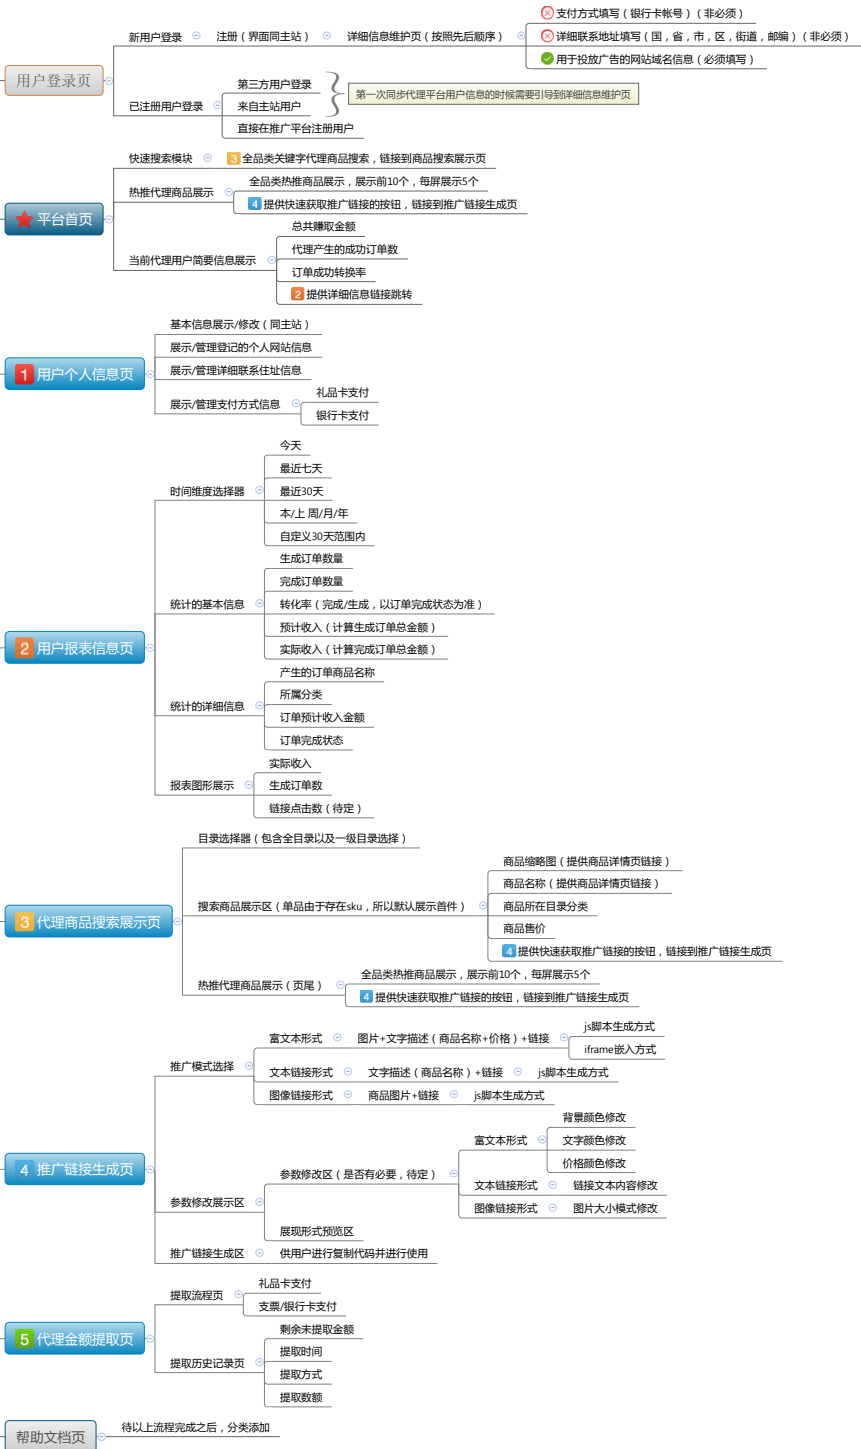 用户登录页
新用户登录
注册（界面同主站）
详细信息维护页（按照先后顺序）
支付方式填写（银行卡帐号）（非必须）
详细联系地址填写（国，省，市，区，街道，邮编）（非必须）
用于投放广告的网站域名信息（必须填写）
已注册用户登录
第三方用户登录
来自主站用户
直接在推广平台注册用户
第一次同步代理平台用户信息的时候需要引导到详细信息维护页
平台首页
快速搜索模块
3 全品类关键字代理商品搜索，链接到商品搜索展示页
热推代理商品展示
全品类热推商品展示，展示前10个，每屏展示5个
4 提供快速获取推广链接的按钮，链接到推广链接生成页
当前代理用户简要信息展示
总共赚取金额
代理产生的成功订单数
订单成功转换率
2 提供详细信息链接跳转
1 用户个人信息页
基本信息展示/修改（同主站）
展示/管理登记的个人网站信息
展示/管理详细联系住址信息
展示/管理支付方式信息
礼品卡支付
银行卡支付
2 用户报表信息页
时间维度选择器
今天
最近七天
最近30天
本/上 周/月/年
自定义30天范围内
统计的基本信息
生成订单数量
完成订单数量
转化率（完成/生成，以订单完成状态为准）
预计收入（计算生成订单总金额）
实际收入（计算完成订单总金额）
统计的详细信息
产生的订单商品名称
所属分类
订单预计收入金额
订单完成状态
报表图形展示
实际收入
生成订单数
链接点击数（待定）
3 代理商品搜索展示页
目录选择器（包含全目录以及一级目录选择）
搜索商品展示区（单品由于存在sku，所以默认展示首件）
商品缩略图（提供商品详情页链接）
商品名称（提供商品详情页链接）
商品所在目录分类
商品售价
4 提供快速获取推广链接的按钮，链接到推广链接生成页
热推代理商品展示（页尾）
全品类热推商品展示，展示前10个，每屏展示5个
4 提供快速获取推广链接的按钮，链接到推广链接生成页
4 推广链接生成页
推广模式选择
富文本形式
图片+文字描述（商品名称+价格）+链接
js脚本生成方式
iframe嵌入方式
文本链接形式
文字描述（商品名称）+链接
js脚本生成方式
图像链接形式
商品图片+链接
js脚本生成方式
参数修改展示区
参数修改区（是否有必要，待定）
富文本形式
背景颜色修改
文字颜色修改
价格颜色修改
文本链接形式
链接文本内容修改
图像链接形式
图片大小模式修改
展现形式预览区
推广链接生成区
供用户进行复制代码并进行使用
5 代理金额提取页
提取流程页
礼品卡支付
支票/银行卡支付
提取历史记录页
剩余未提取金额
提取时间
提取方式
提取数额
帮助文档页
待以上流程完成之后，分类添加